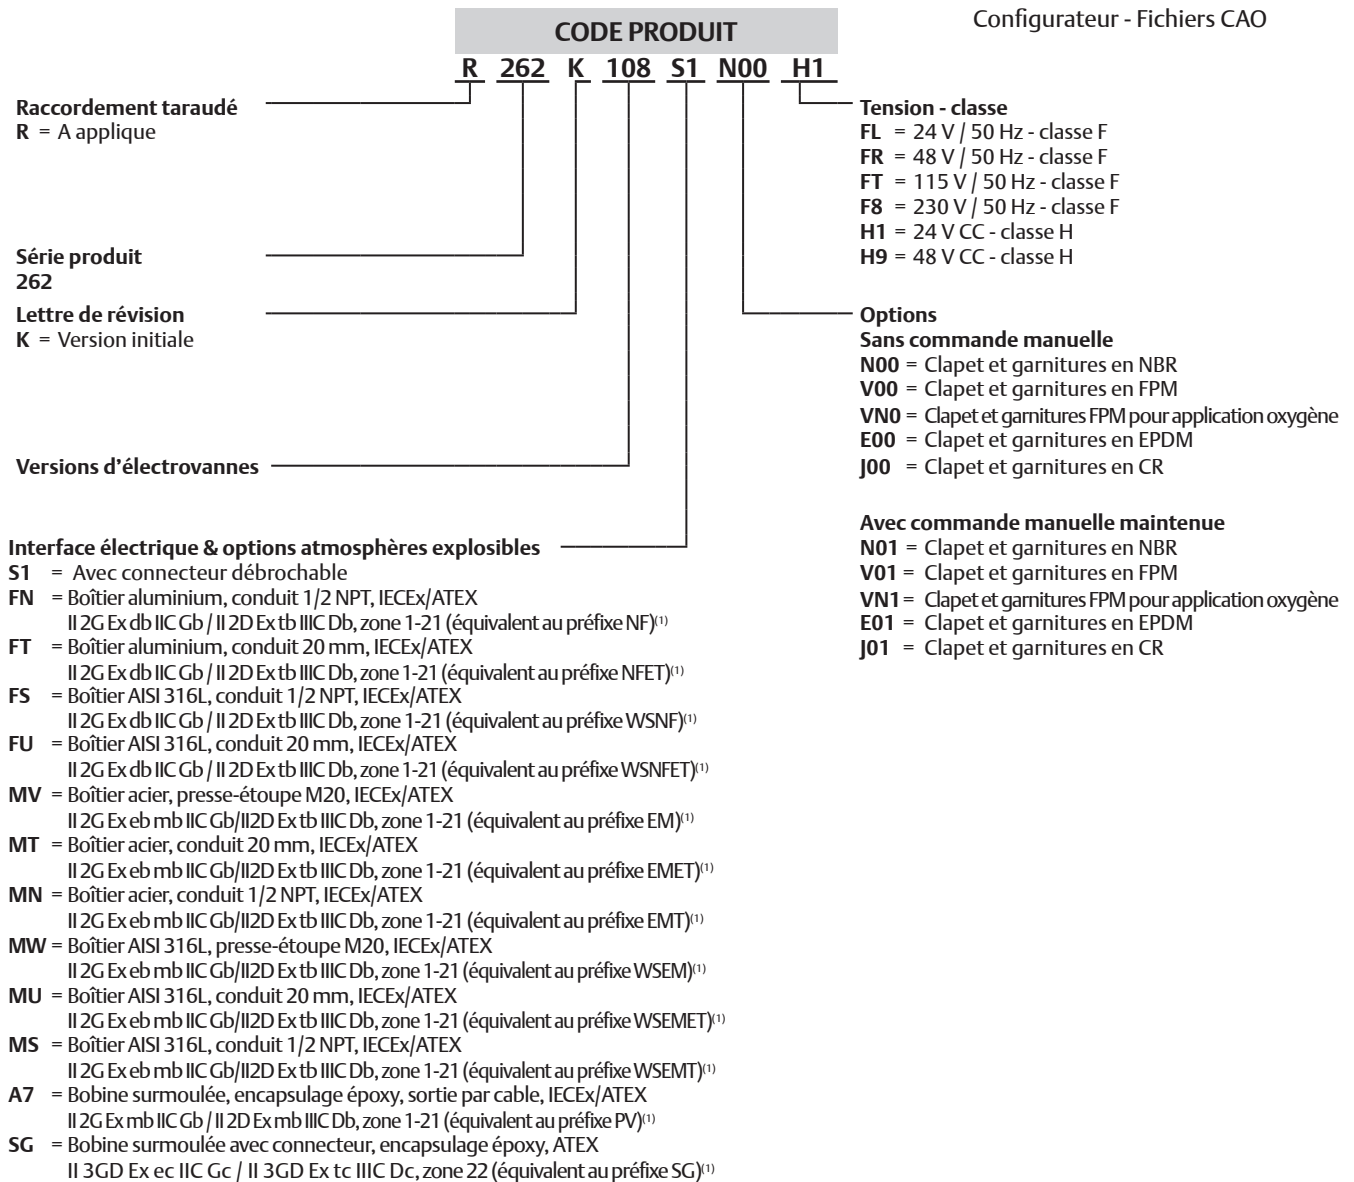 CODE PRODUIT
Configurateur - Fichiers CAO
R 262 K 108 S1 N00 H1
Raccordement taraudé
R = A applique
Série produit
262
Lettre de révision
K = Version initiale
Versions d'électrovannes
Interface électrique & options atmosphères explosibles
S1 = Avec connecteur débrochable
FN = Boîtier aluminium, conduit 1/2 NPT, IECEx/ATEX
II 2G Ex db IIC Gb / II 2D Ex tb IIIC Db, zone 1-21 (équivalent au préfixe NF)(1)
FT = Boîtier aluminium, conduit 20 mm, IECEx/ATEX
II 2G Ex db IIC Gb / II 2D Ex tb IIIC Db, zone 1-21 (équivalent au préfixe NFET)(1)
FS = Boîtier AISI 316L, conduit 1/2 NPT, IECEx/ATEX
II 2G Ex db IIC Gb / II 2D Ex tb IIIC Db, zone 1-21 (équivalent au préfixe WSNF)(1)
FU = Boîtier AISI 316L, conduit 20 mm, IECEx/ATEX
II 2G Ex db IIC Gb / II 2D Ex tb IIIC Db, zone 1-21 (équivalent au préfixe WSNFET)(1)
MV = Boîtier acier, presse-étoupe M20, IECEx/ATEX
II 2G Ex eb mb IIC Gb/II2D Ex tb IIIC Db, zone 1-21 (équivalent au préfixe EM)(1)
MT = Boîtier acier, conduit 20 mm, IECEx/ATEX
II 2G Ex eb mb IIC Gb/II2D Ex tb IIIC Db, zone 1-21 (équivalent au préfixe EMET)(1)
MN = Boîtier acier, conduit 1/2 NPT, IECEx/ATEX
II 2G Ex eb mb IIC Gb/II2D Ex tb IIIC Db, zone 1-21 (équivalent au préfixe EMT)(1)
MW = Boîtier AISI 316L, presse-étoupe M20, IECEx/ATEX
II 2G Ex eb mb IIC Gb/II2D Ex tb IIIC Db, zone 1-21 (équivalent au préfixe WSEM)(1)
MU = Boîtier AISI 316L, conduit 20 mm, IECEx/ATEX
II 2G Ex eb mb IIC Gb/II2D Ex tb IIIC Db, zone 1-21 (équivalent au préfixe WSEMET)(1)
MS = Boîtier AISI 316L, conduit 1/2 NPT, IECEx/ATEX
II 2G Ex eb mb IIC Gb/II2D Ex tb IIIC Db, zone 1-21 (équivalent au préfixe WSEMT)(1)
A7 = Bobine surmoulée, encapsulage époxy, sortie par cable, IECEx/ATEX
II 2G Ex mb IIC Gb / II 2D Ex mb IIIC Db, zone 1-21 (équivalent au préfixe PV)(1)
SG = Bobine surmoulée avec connecteur, encapsulage époxy, ATEX
II 3GD Ex ec IIC Gc / II 3GD Ex tc IIIC Dc, zone 22 (équivalent au préfixe SG)(1)
Tension - classe
FL = 24 V / 50 Hz - classe F
FR = 48 V / 50 Hz - classe F
FT = 115 V / 50 Hz - classe F
F8 = 230 V / 50 Hz - classe F
H1 = 24 V CC - classe H
H9 = 48 V CC - classe H
Options
Sans commande manuelle
N00 = Clapet et garnitures en NBR
V00 = Clapet et garnitures en FPM
VN0 = Clapet et garnitures FPM pour application oxygène
E00 = Clapet et garnitures en EPDM
J00 = Clapet et garnitures en CR
Avec commande manuelle maintenue
N01 = Clapet et garnitures en NBR
V01 = Clapet et garnitures en FPM
VN1 = Clapet et garnitures FPM pour application oxygène
E01 = Clapet et garnitures en EPDM
J01 = Clapet et garnitures en CR